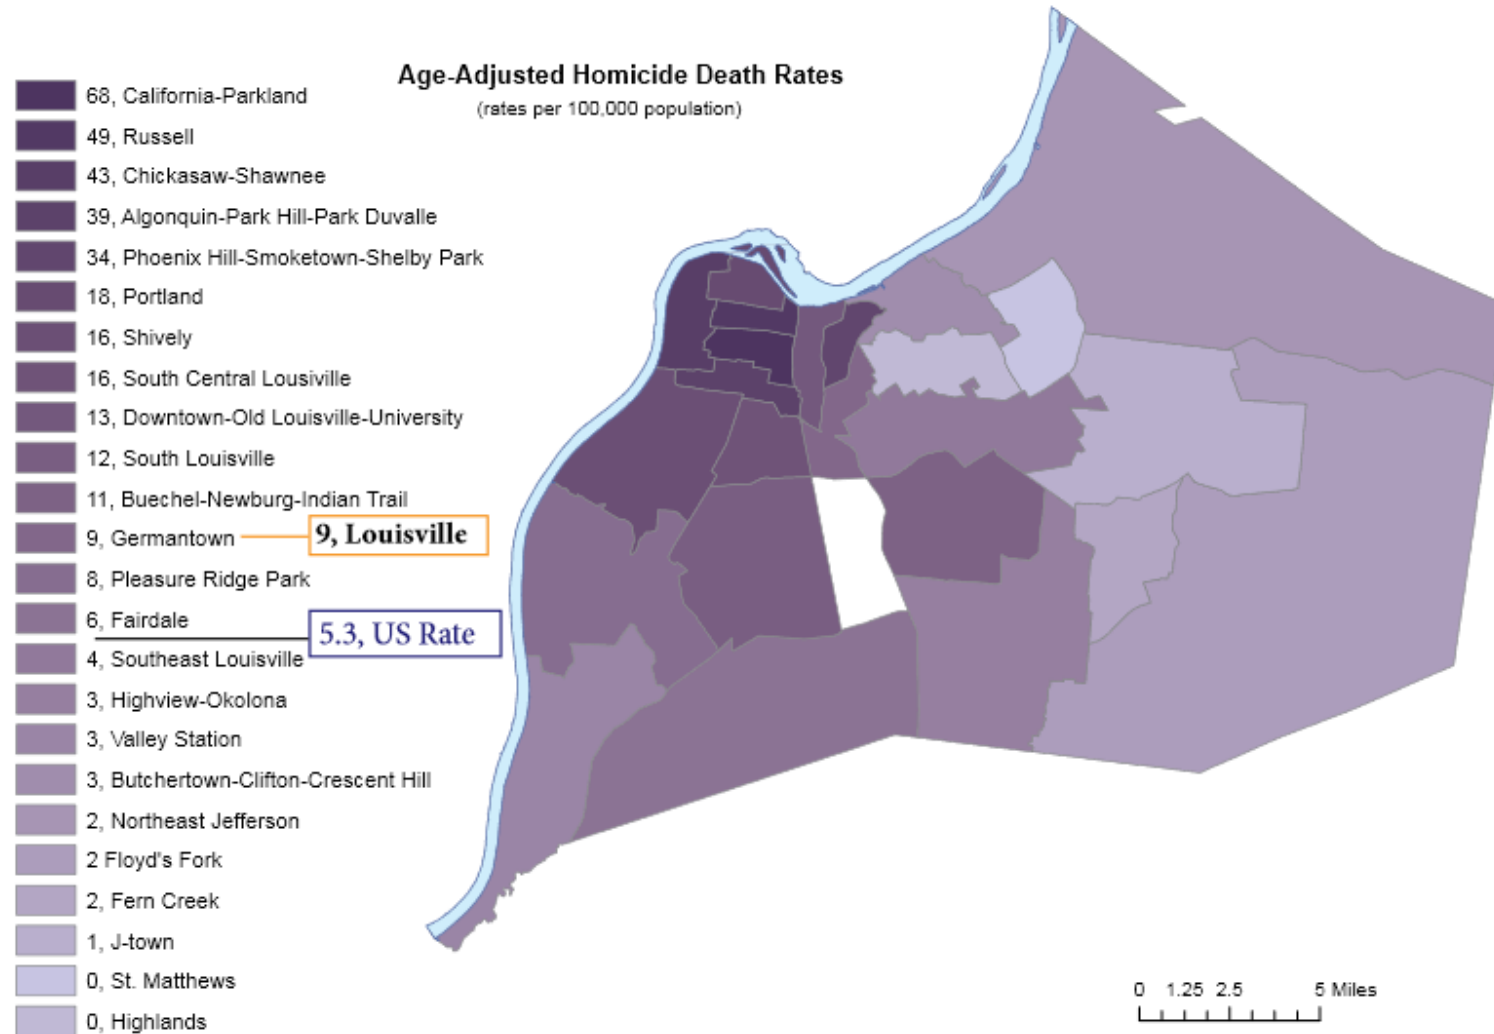 Age-Adjusted Homicide Death Rates
(rates per 100,000 population)
68, California-Parkland
49, Russell
43, Chickasaw-Shawnee
39, Algonquin-Park Hill-Park Duvalle
34, Phoenix Hill-Smoketown-Shelby Park
18, Portland
16, Shively
16, South Central Lousiville
13, Downtown-Old Louisville-University
12, South Louisville
11, Buechel-Newburg-Indian Trail
9, Germantown
9, Louisville
8, Pleasure Ridge Park
6, Fairdale
5.3, US Rate
4, Southeast Louisville
3, Highview-Okolona
3, Valley Station
3, Butchertown-Clifton-Crescent Hill
2, Northeast Jefferson
2 Floyd's Fork
2, Fern Creek
1, J-town
0, St. Matthews
0, Highlands
0 1.25 2.5 5 Miles